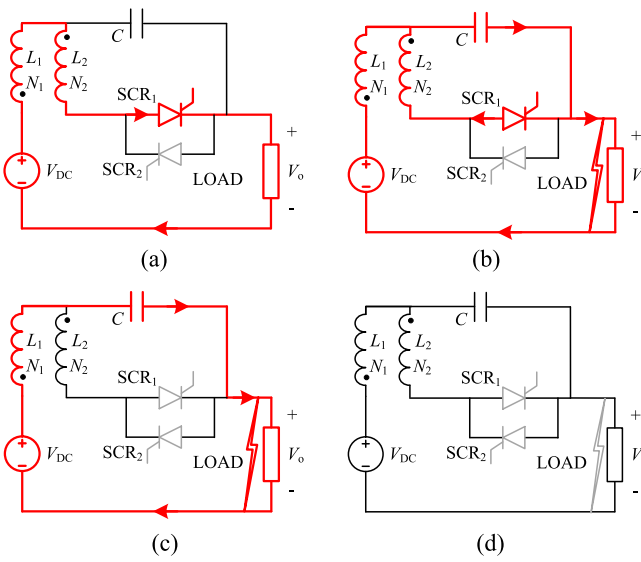 C
L1
L2
N1
N2
SCR1
SCR2
VDC
LOAD
+
Vo
-
(a)
C
L1
L2
N1
N2
SCR1
SCR2
VDC
LOAD
+
V
-
(b)
C
L1
L2
N1
N2
SCR1
SCR2
VDC
LOAD
+
Vo
-
(c)
C
L1
L2
N1
N2
SCR1
SCR2
VDC
LOAD
+
V
-
(d)